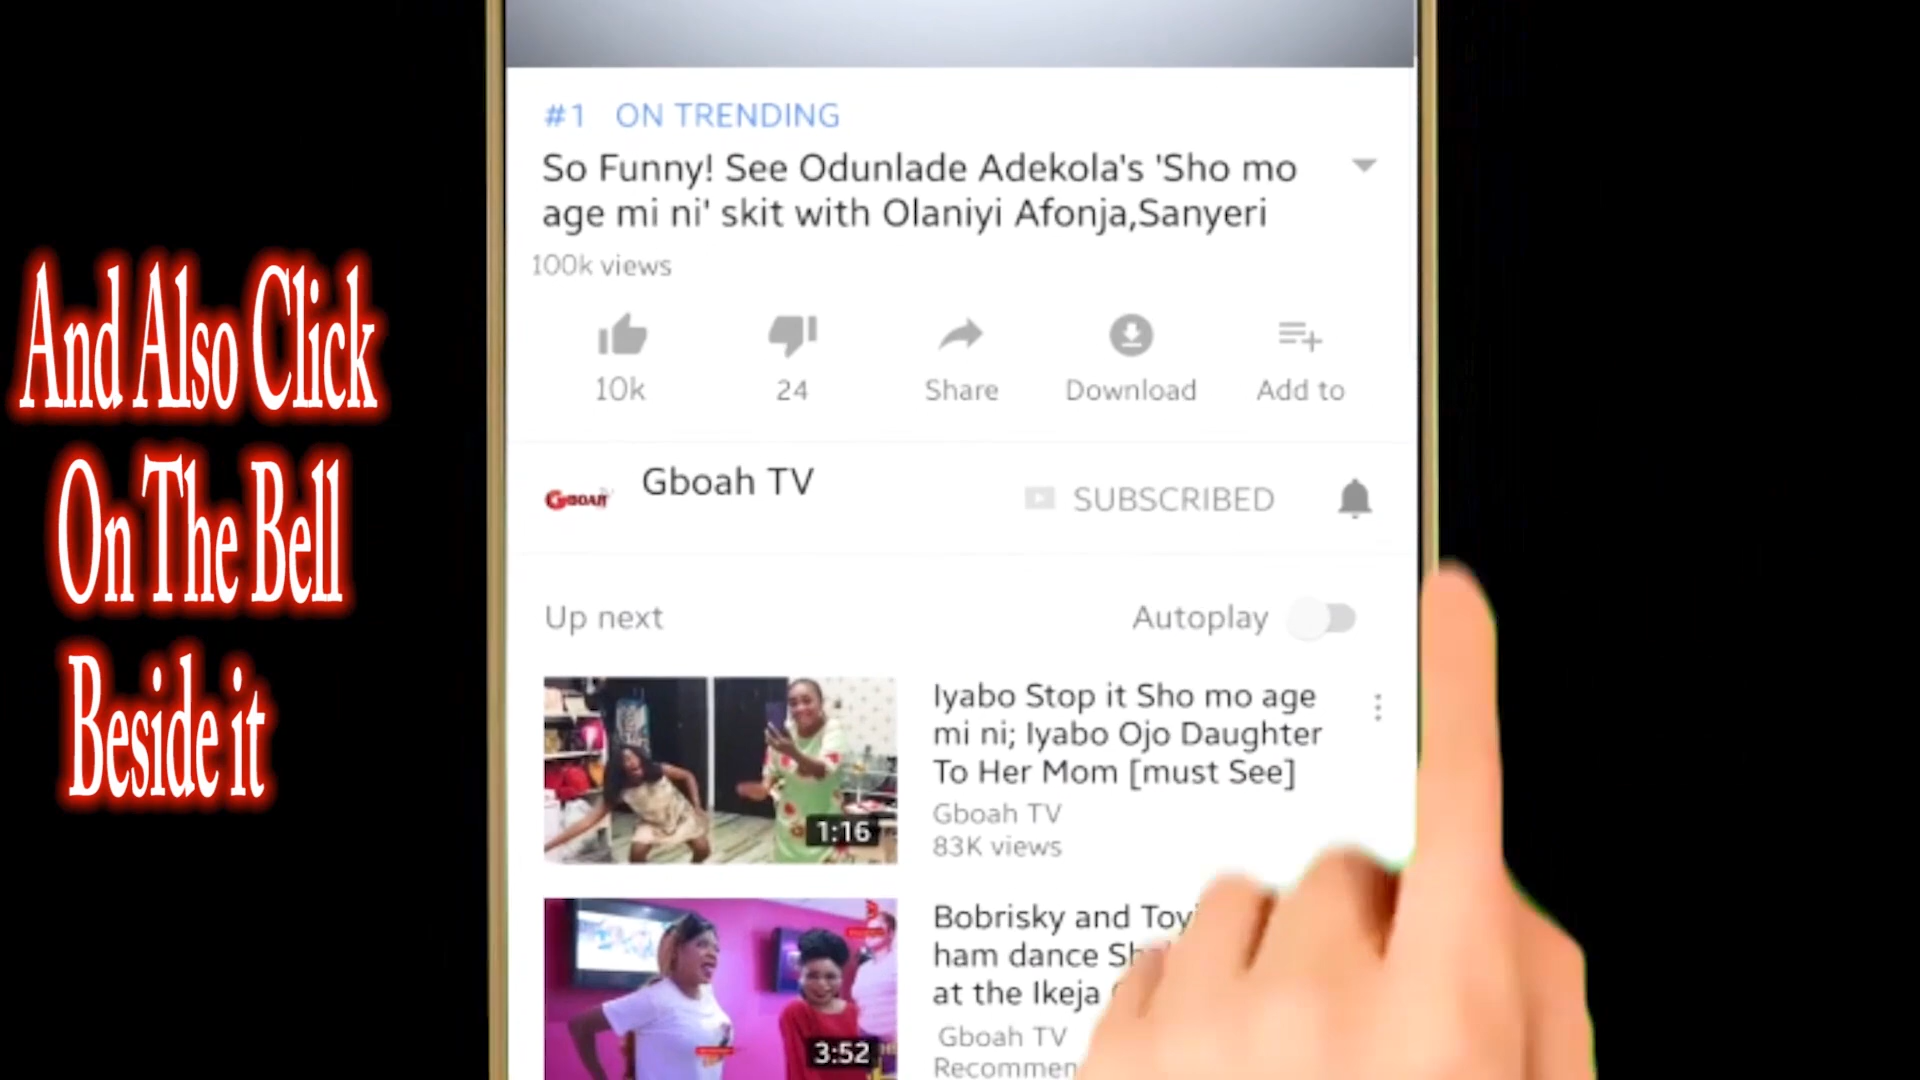 And Also Click
On The Bell
Beside it
#1 ON TRENDING
So Funny! See Odunlade Adekola's 'Sho mo
age mi ni' skit with Olaniyi Afonja,Sanyeri
100k views
10k
24
Share
Download
Add to
GBOAH TV
Gboah TV
SUBSCRIBED
Up next
Autoplay
Iyabo Stop it Sho mo age
mi ni; Iyabo Ojo Daughter
To Her Mom [must See]
Gboah TV
83K views
1:16
Bobrisky and
ham dance
at the Ikeja
Gboah TV
3:52